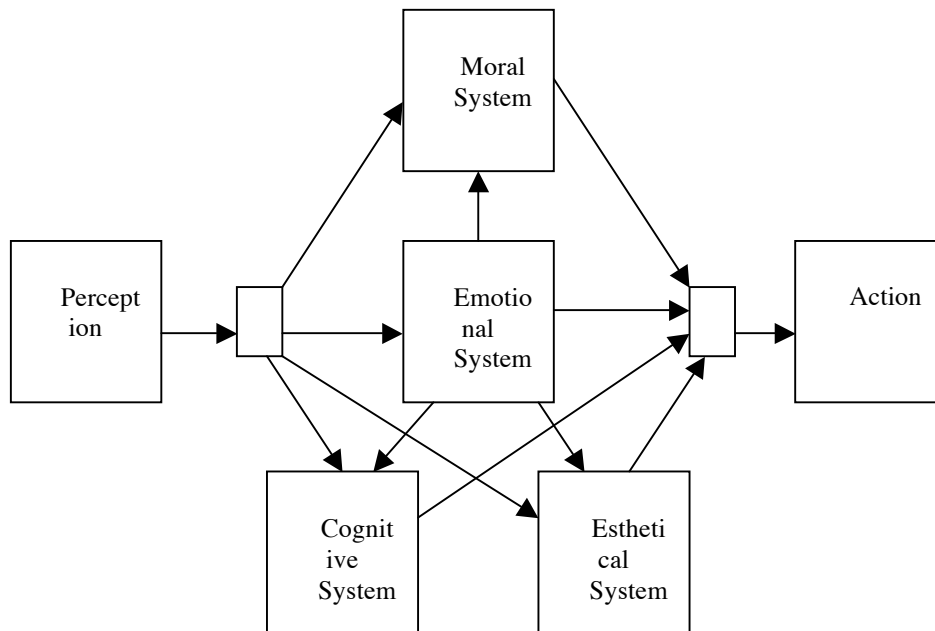 Moral
System
Percept
ion
Emotio
nal
System
Action
Cognit
ive
System
Estheti
cal
System